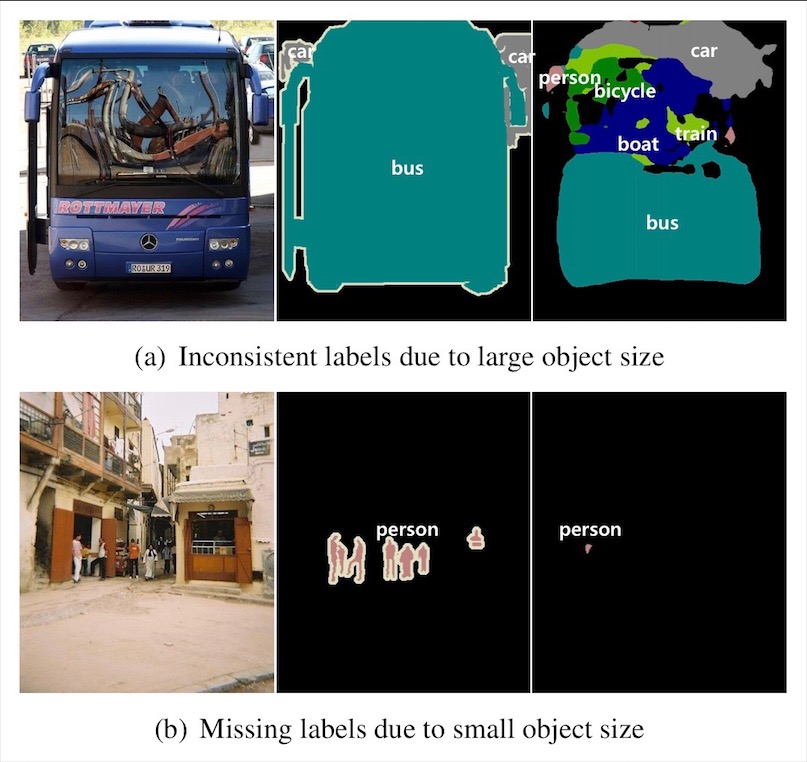 car
car
bus
ROTTMAYER
RO UR 319
car
person
bicycle
boat
train
bus
(a) Inconsistent labels due to large object size
person
person
(b) Missing labels due to small object size